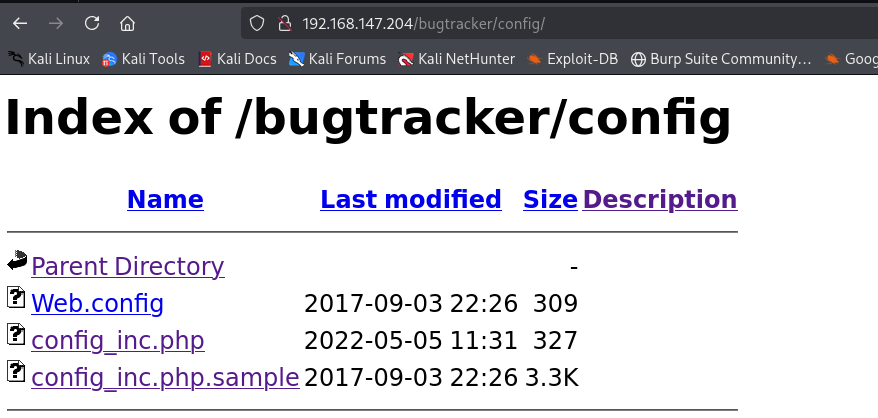 192.168.147.204/bugtracker/config/
Kali Linux Kali Tools Kali Docs Kali Forums Kali NetHunter Exploit-DB Burp Suite Community... Goog
Index of /bugtracker/config
Name Last modified Size Description
Parent Directory -
Web.config 2017-09-03 22:26 309
config_inc.php 2022-05-05 11:31 327
config_inc.php.sample 2017-09-03 22:26 3.3K